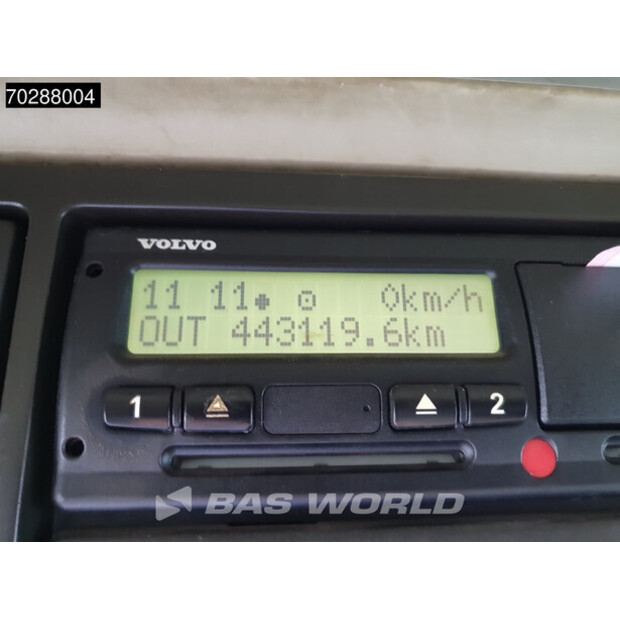 70288004
VOLVO
11 11 0km/h
OUT 443119.6km
1 2
BAS WORLD